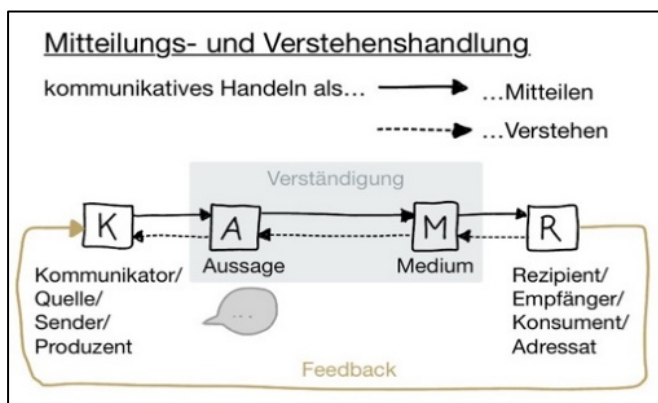 Mitteilungs- und Verstehenshandlung
kommunikatives Handeln als...
...Mitteilen
...Verstehen
Verständigung
K
A
M
R
Kommunikator/
Quelle/
Sender/
Produzent
Aussage
...
Medium
Rezipient/
Empfänger/
Konsument/
Adressat
Feedback